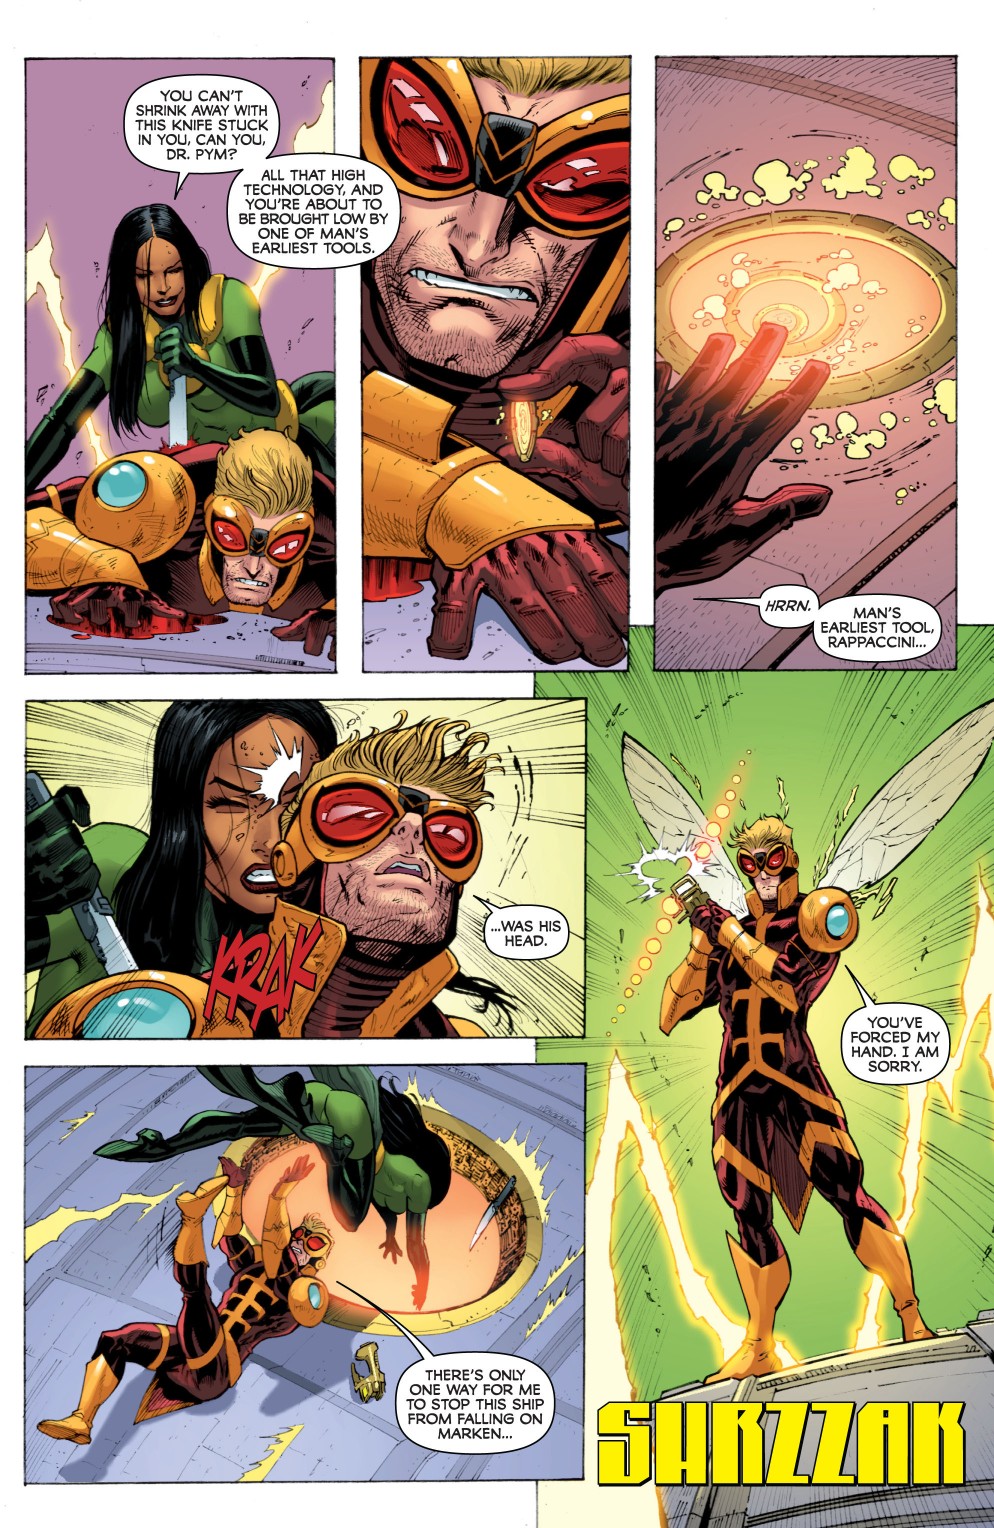 YOU CAN'T
SHRINK AWAY WITH
THIS KNIFE STUCK
IN YOU, CAN YOU,
DR. PYM?
ALL THAT HIGH
TECHNOLOGY, AND
YOU'RE ABOUT TO
BE BROUGHT LOW BY
ONE OF MAN'S
EARLIEST TOOLS.
HRRN.
MAN'S
EARLIEST TOOL,
RAPPACCINI...
...WAS HIS
HEAD.
KRAK
THERE'S ONLY
ONE WAY FOR ME
TO STOP THIS SHIP
FROM FALLING ON
MARKEN...
YOU'VE
FORCED MY
HAND. I AM
SORRY.
SHRZZAK